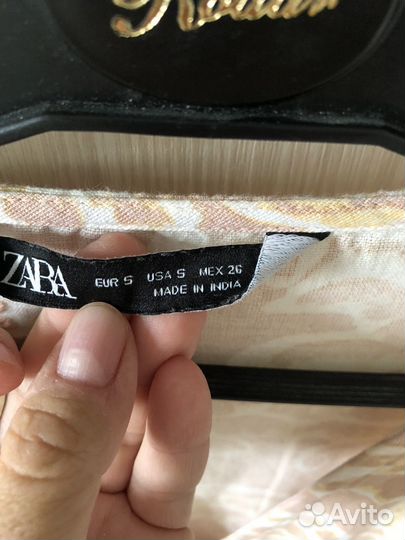 ZARA
EUR S USA S MEX 26
MADE IN INDIA
Avito